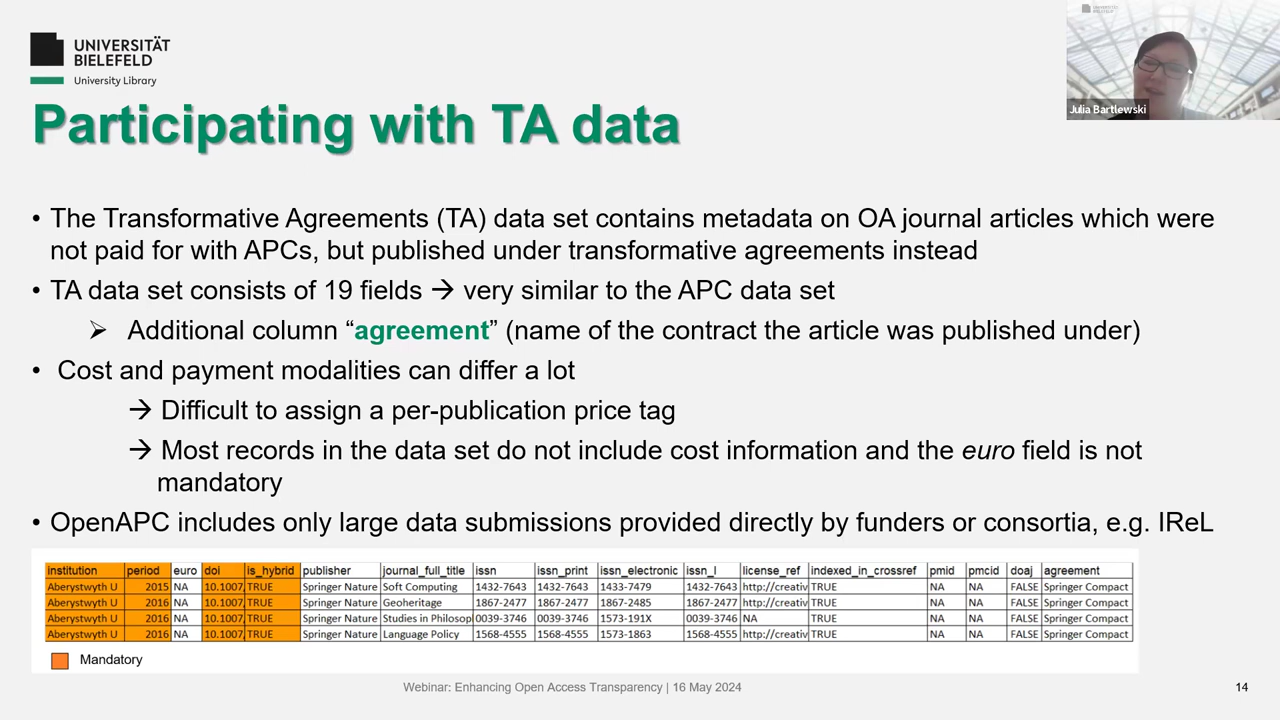 UNIVERSITÄT
BIELEFELD
University Library
Julia Bartlewski
Participating with TA data
• The Transformative Agreements (TA) data set contains metadata on OA journal articles which were
not paid for with APCs, but published under transformative agreements instead
• TA data set consists of 19 fields → very similar to the APC data set
➢ Additional column “agreement” (name of the contract the article was published under)
• Cost and payment modalities can differ a lot
→ Difficult to assign a per-publication price tag
→ Most records in the data set do not include cost information and the euro field is not
mandatory
• OpenAPC includes only large data submissions provided directly by funders or consortia, e.g. IReL
institution period euro doi is_hybrid publisher journal_full_title issn issn_print issn_electronic issn_l license_ref indexed_in_crossref pmid pmcid doaj agreement
Aberystwyth U 2015 NA 10.1007, TRUE Springer Nature Soft Computing 1432-7643 1432-7643 1433-7479 1432-7643 http://creativ TRUE NA NA FALSE Springer Compact
Aberystwyth U 2016 NA 10.1007, TRUE Springer Nature Geoheritage 1867-2477 1867-2477 1867-2485 1867-2477 http://creativ TRUE NA NA FALSE Springer Compact
Aberystwyth U 2016 NA 10.1007, TRUE Springer Nature Studies in Philosop 0039-3746 0039-3746 1573-191X 0039-3746 NA TRUE NA NA FALSE Springer Compact
Aberystwyth U 2016 NA 10.1007, TRUE Springer Nature Language Policy 1568-4555 1568-4555 1573-1863 1568-4555 http://creativ TRUE NA NA FALSE Springer Compact
Mandatory
Webinar: Enhancing Open Access Transparency | 16 May 2024
14